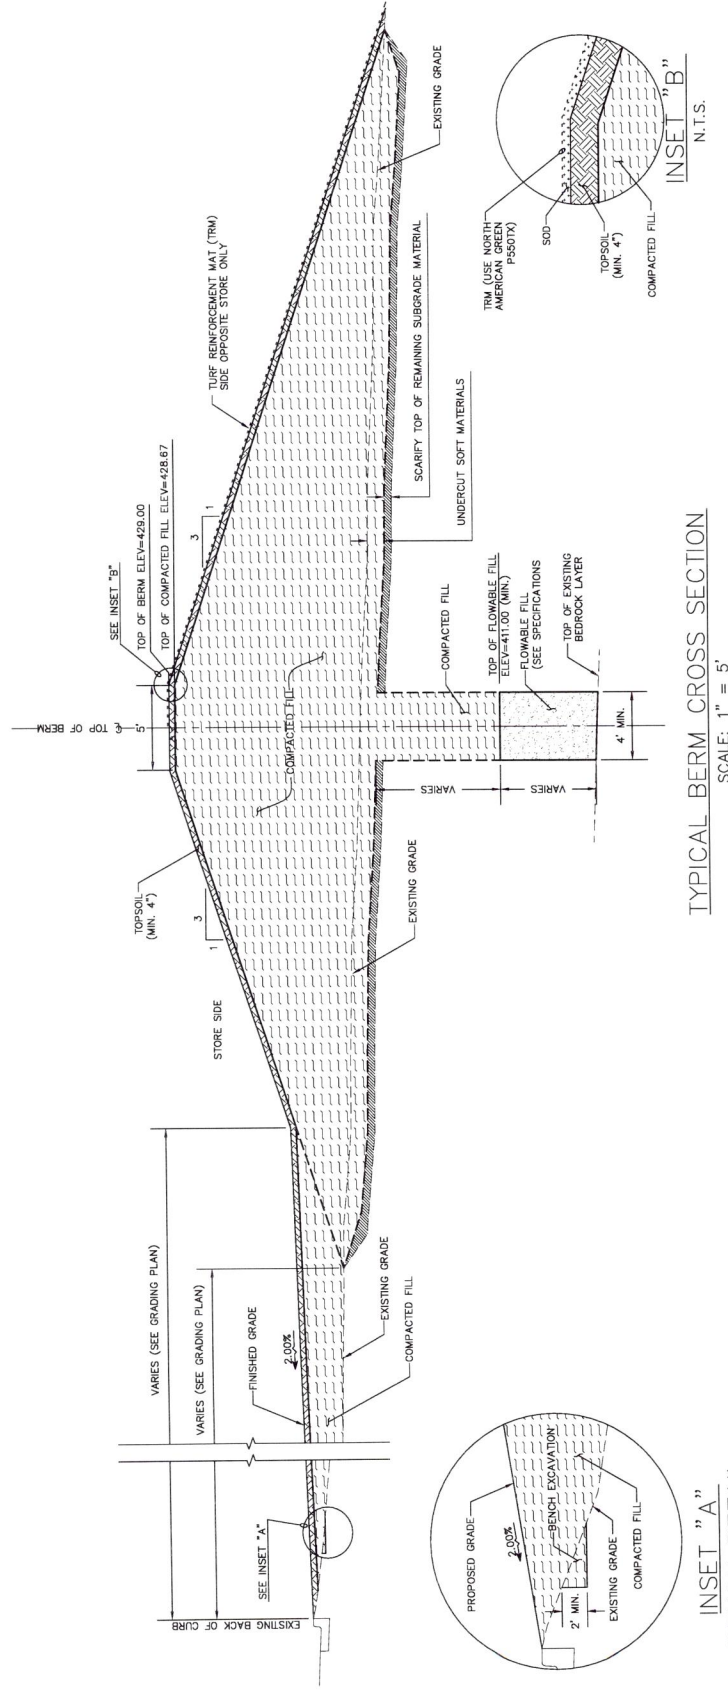 EXISTING BACK OF CURB
SEE INSET "A"
VARIES (SEE GRADING PLAN)
VARIES (SEE GRADING PLAN)
FINISHED GRADE
2.00%
EXISTING GRADE
COMPACTED FILL
STORE SIDE
TOPSOIL
(MIN. 4")
3
1
5'
℄ TOP OF BERM
SEE INSET "B"
TOP OF BERM ELEV=429.00
TOP OF COMPACTED FILL ELEV=428.67
3
1
TURF REINFORCEMENT MAT (TRM)
SIDE OPPOSITE STORE ONLY
COMPACTED FILL
EXISTING GRADE
EXISTING GRADE
SCARIFY TOP OF REMAINING SUBGRADE MATERIAL
UNDERCUT SOFT MATERIALS
COMPACTED FILL
TOP OF FLOWABLE FILL
ELEV=411.00 (MIN.)
FLOWABLE FILL
(SEE SPECIFICATIONS)
TOP OF EXISTING
BEDROCK LAYER
VARIES
VARIES
4' MIN.
TYPICAL BERM CROSS SECTION
SCALE: 1" = 5'
PROPOSED GRADE
2.00%
BENCH EXCAVATION
2' MIN.
EXISTING GRADE
COMPACTED FILL
INSET "A"
TRM (USE NORTH
AMERICAN GREEN
P550TX)
SOD
TOPSOIL
(MIN. 4")
COMPACTED FILL
INSET "B"
N.T.S.